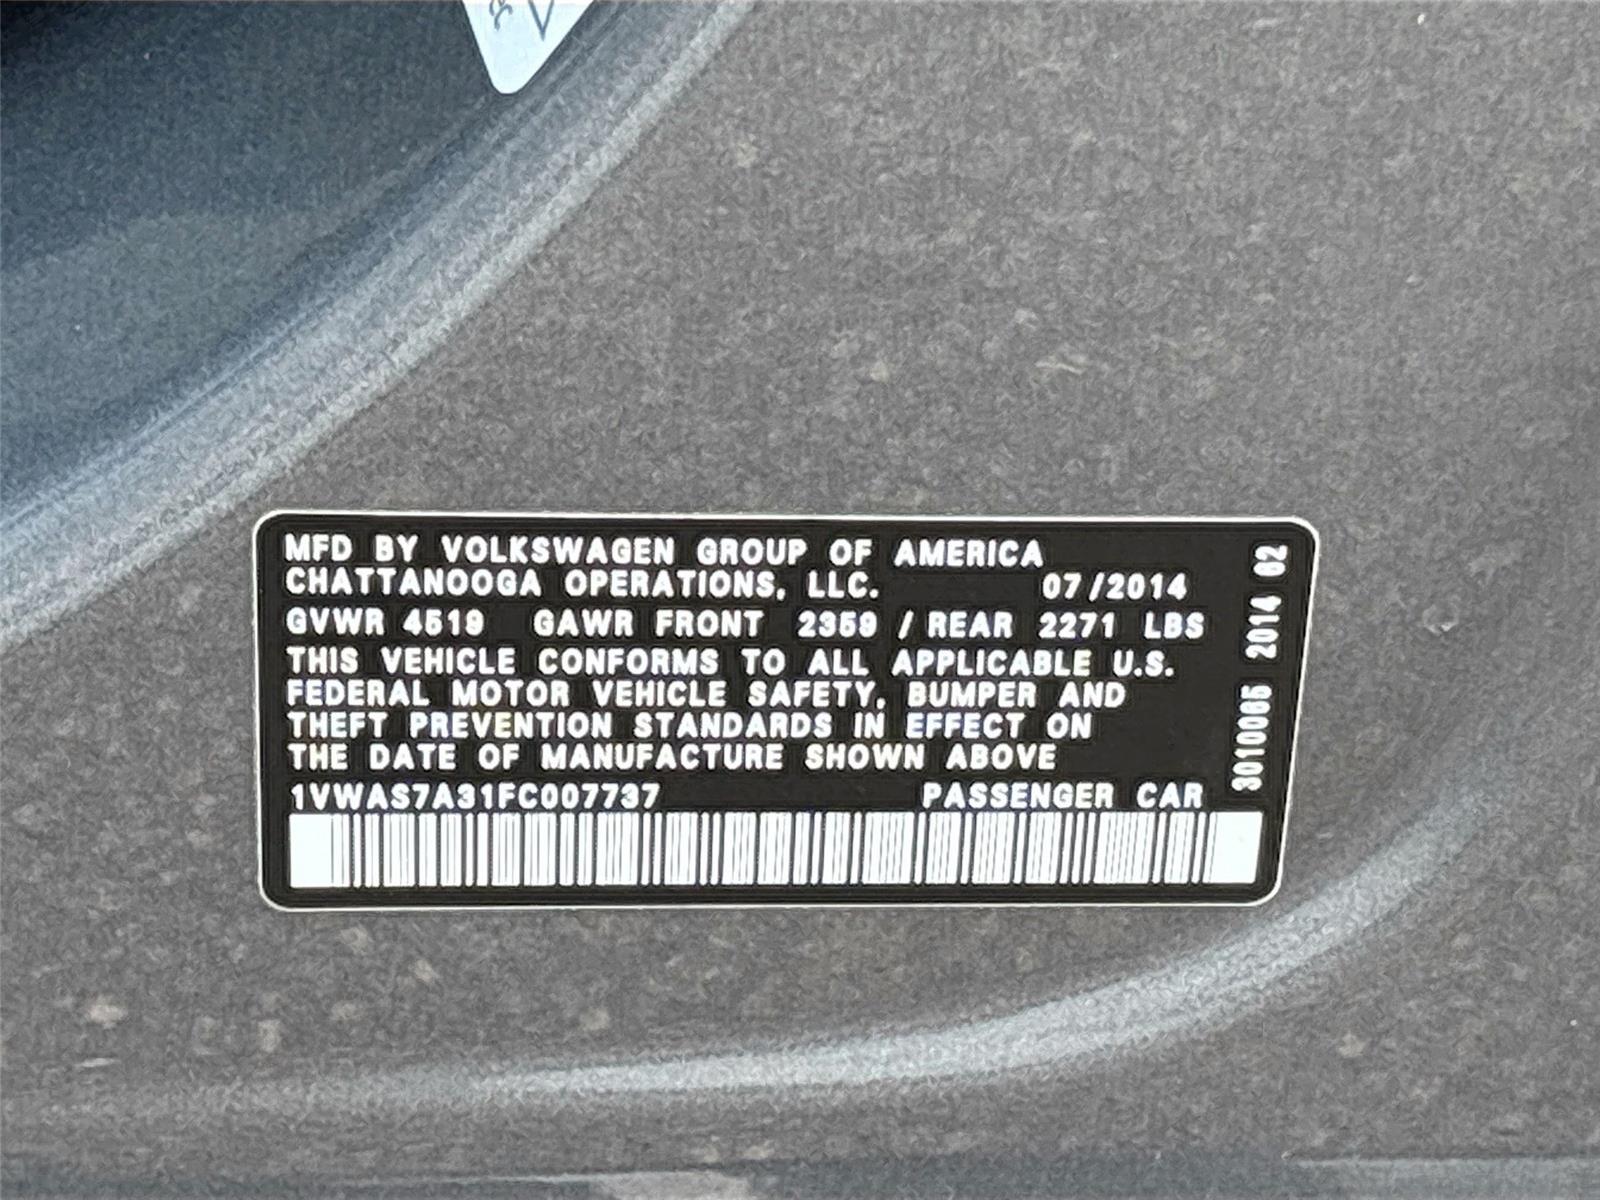 MFD BY VOLKSWAGEN GROUP OF AMERICA
CHATTANOOGA OPERATIONS, LLC. 07/2014
GVWR 4519 GAWR FRONT 2359 / REAR 2271 LBS
THIS VEHICLE CONFORMS TO ALL APPLICABLE U.S.
FEDERAL MOTOR VEHICLE SAFETY, BUMPER AND
THEFT PREVENTION STANDARDS IN EFFECT ON
THE DATE OF MANUFACTURE SHOWN ABOVE
1VWAS7A31FC007737 PASSENGER CAR
3010065 2014 82